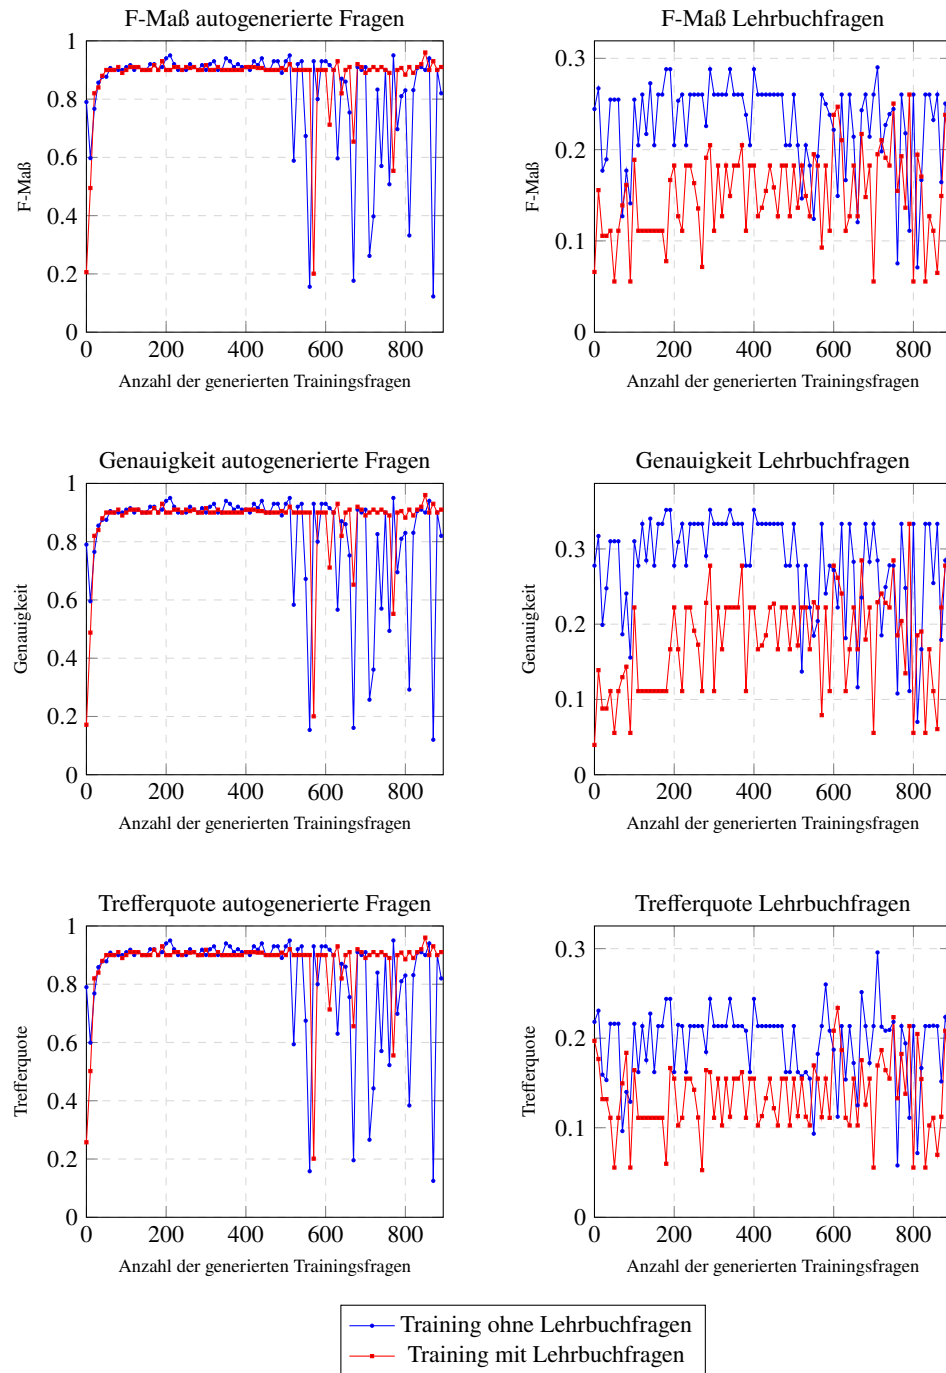 F-Maß autogenerierte Fragen
1
0.8
0.6
0.4
0.2
0
F-Maß
0 200 400 600 800
Anzahl der generierten Trainingsfragen
F-Maß Lehrbuchfragen
0.3
0.2
0.1
0
F-Maß
0 200 400 600 800
Anzahl der generierten Trainingsfragen
Genauigkeit autogenerierte Fragen
1
0.8
0.6
0.4
0.2
0
Genauigkeit
0 200 400 600 800
Anzahl der generierten Trainingsfragen
Genauigkeit Lehrbuchfragen
0.3
0.2
0.1
0
Genauigkeit
0 200 400 600 800
Anzahl der generierten Trainingsfragen
Trefferquote autogenerierte Fragen
1
0.8
0.6
0.4
0.2
0
Trefferquote
0 200 400 600 800
Anzahl der generierten Trainingsfragen
Trefferquote Lehrbuchfragen
0.3
0.2
0.1
0
Trefferquote
0 200 400 600 800
Anzahl der generierten Trainingsfragen
Training ohne Lehrbuchfragen
Training mit Lehrbuchfragen